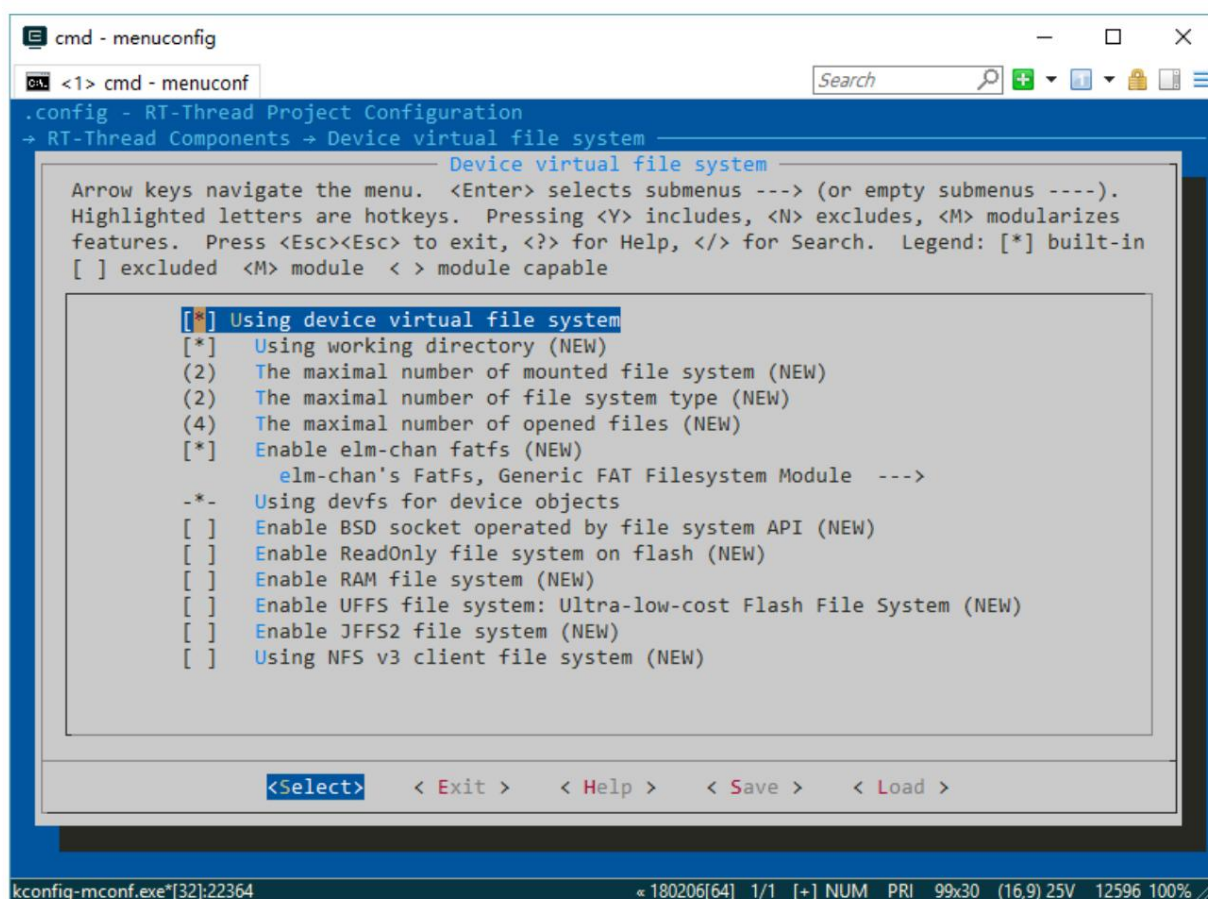 cmd - menuconfig
<1> cmd - menuconf
Search
.config - RT-Thread Project Configuration
→ RT-Thread Components → Device virtual file system
Device virtual file system
Arrow keys navigate the menu.  <Enter> selects submenus ---> (or empty submenus ----).
Highlighted letters are hotkeys.  Pressing <Y> includes, <N> excludes, <M> modularizes
features.  Press <Esc><Esc> to exit, <?> for Help, </> for Search.  Legend: [*] built-in
[ ] excluded  <M> module  < > module capable
[*] Using device virtual file system
[*]   Using working directory (NEW)
(2)   The maximal number of mounted file system (NEW)
(2)   The maximal number of file system type (NEW)
(4)   The maximal number of opened files (NEW)
[*]   Enable elm-chan fatfs (NEW)
elm-chan's FatFs, Generic FAT Filesystem Module  --->
-*-   Using devfs for device objects
[ ]   Enable BSD socket operated by file system API (NEW)
[ ]   Enable ReadOnly file system on flash (NEW)
[ ]   Enable RAM file system (NEW)
[ ]   Enable UFFS file system: Ultra-low-cost Flash File System (NEW)
[ ]   Enable JFFS2 file system (NEW)
[ ]   Using NFS v3 client file system (NEW)
<Select>    < Exit >    < Help >    < Save >    < Load >
kconfig-mconf.exe*[32]:22364    « 180206[64]  1/1  [+] NUM  PRI  99x30  (16,9) 25V  12596 100%